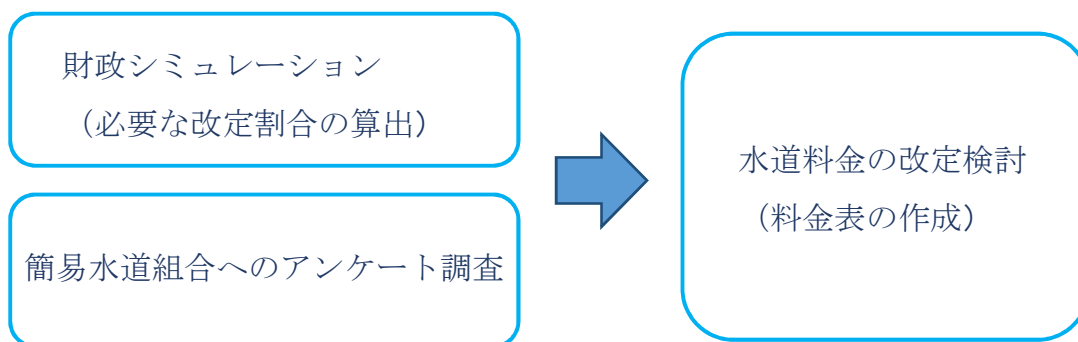 財政シミュレーション
（必要な改定割合の算出）
簡易水道組合へのアンケート調査
水道料金の改定検討
（料金表の作成）